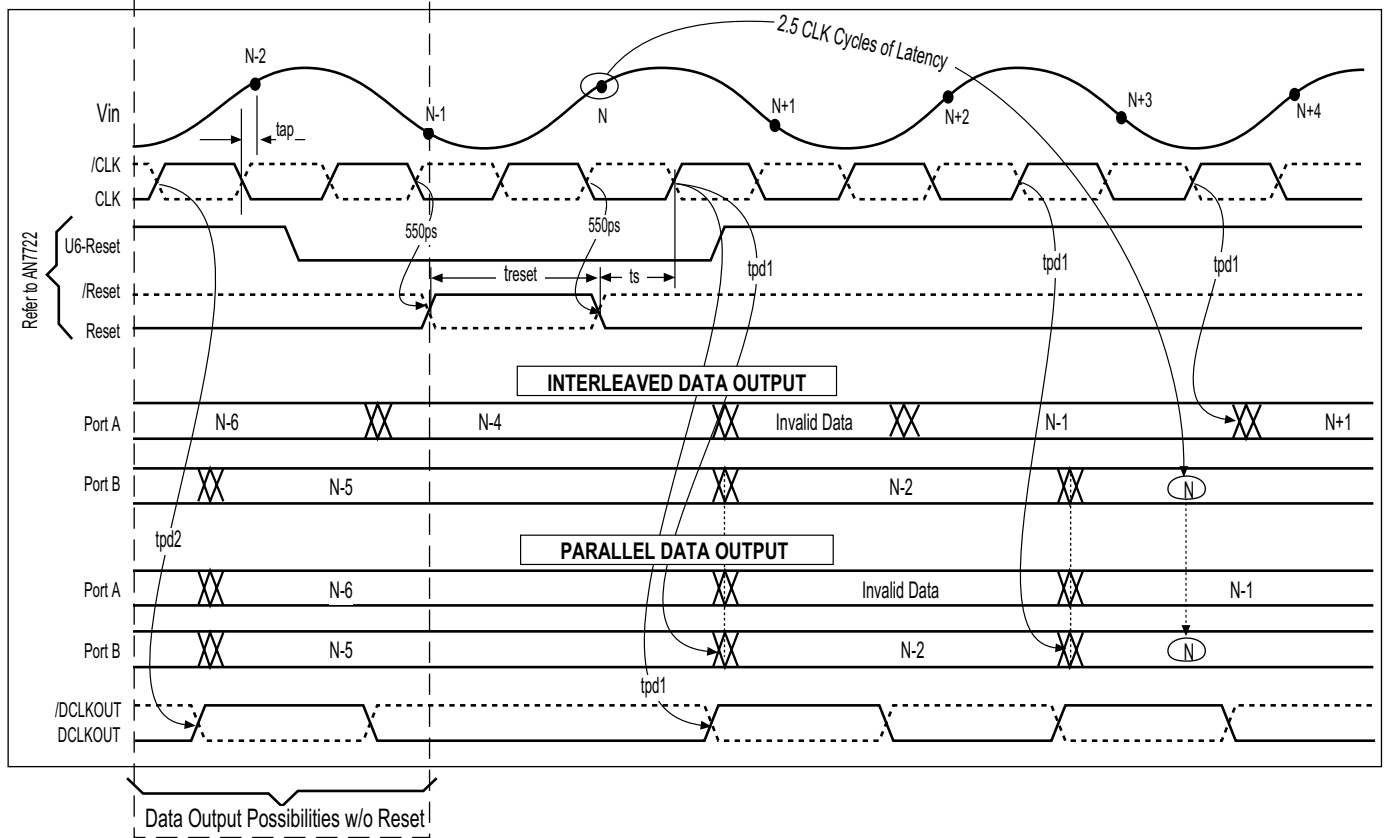 2.5 CLK Cycles of Latency
N-2
Vin
N-1
N
N+1
N+2
N+3
N+4
tap
/CLK
CLK
Refer to AN7722
U6-Reset
550ps
550ps
treset
ts
tpd1
tpd1
tpd1
/Reset
Reset
INTERLEAVED DATA OUTPUT
Port A
N-6
N-4
Invalid Data
N-1
N+1
Port B
N-5
N-2
N
tpd2
PARALLEL DATA OUTPUT
Port A
N-6
Invalid Data
N-1
Port B
N-5
N-2
N
tpd1
/DCLKOUT
DCLKOUT
Data Output Possibilities w/o Reset